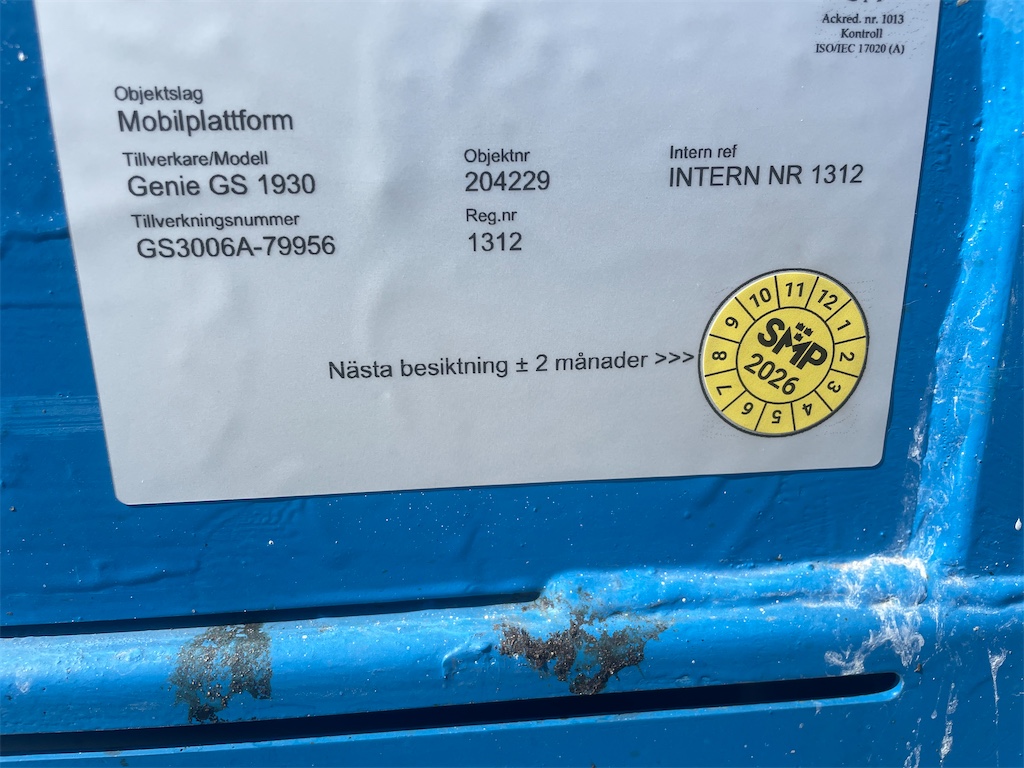 Ackred. nr. 1013
Kontroll
ISO/IEC 17020 (A)
Objektslag
Mobilplattform
Tillverkare/Modell
Genie GS 1930
Objektnr
204229
Intern ref
INTERN NR 1312
Tillverkningsnummer
GS3006A-79956
Reg.nr
1312
Nästa besiktning ± 2 månader >>>
1 2 3 4 5 6 7 8 9 10 11 12
SMP
2026